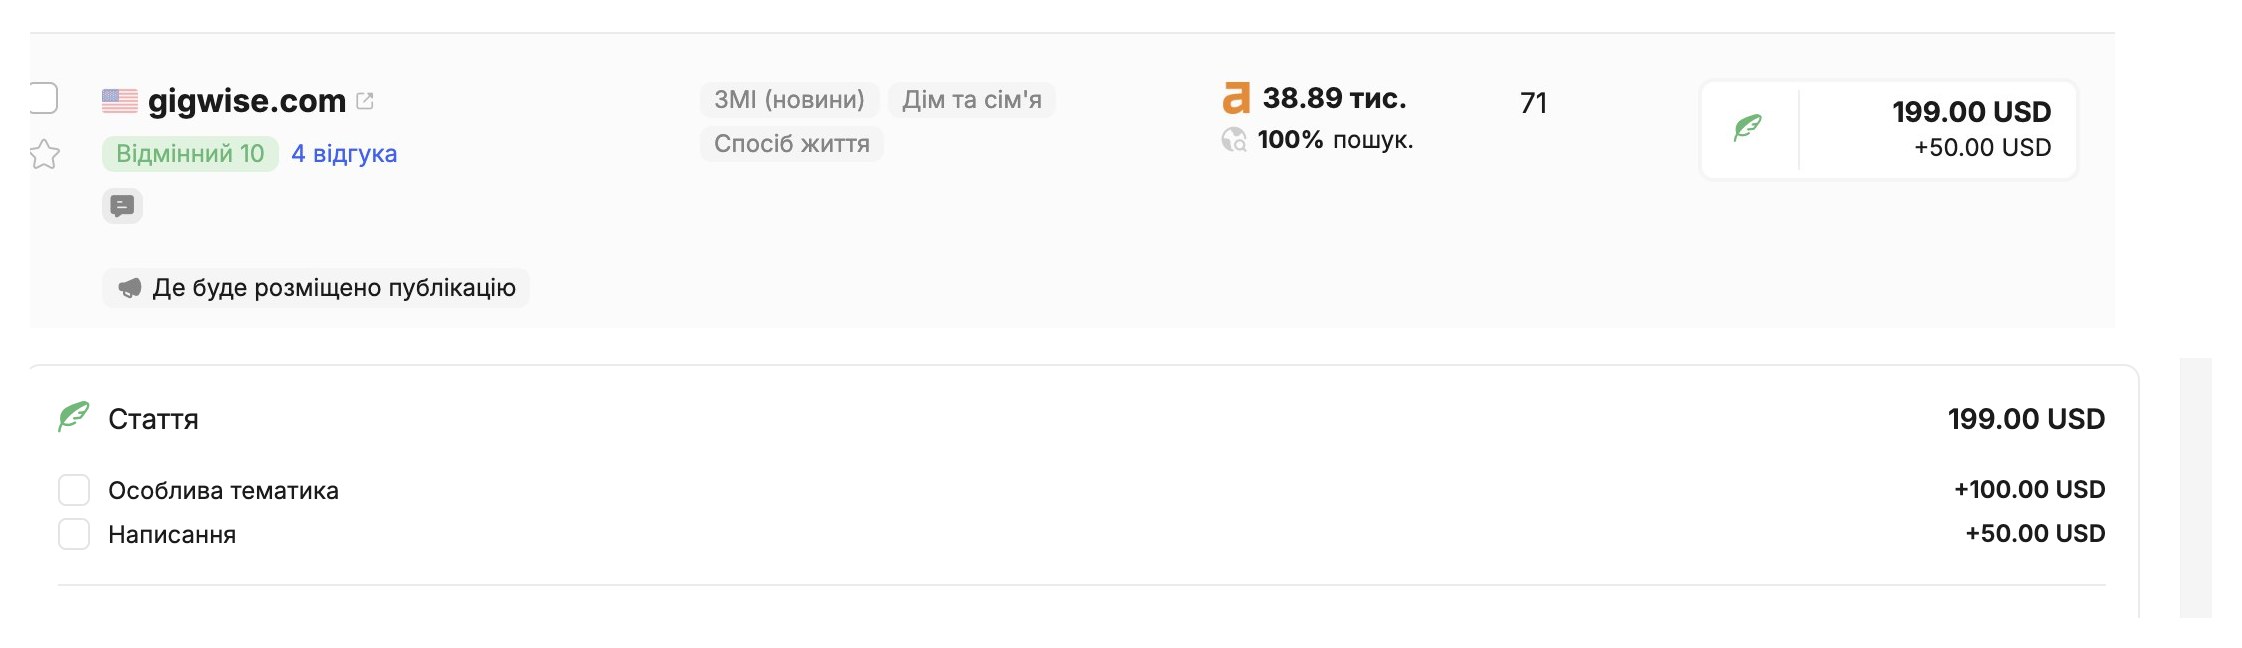 gigwise.com
Відмінний 10 4 відгука
Де буде розміщено публікацію
ЗМІ (новини) Дім та сім'я
Спосіб життя
a 38.89 тис.
100% пошук.
71
199.00 USD
+50.00 USD
Стаття 199.00 USD
Особлива тематика +100.00 USD
Написання +50.00 USD